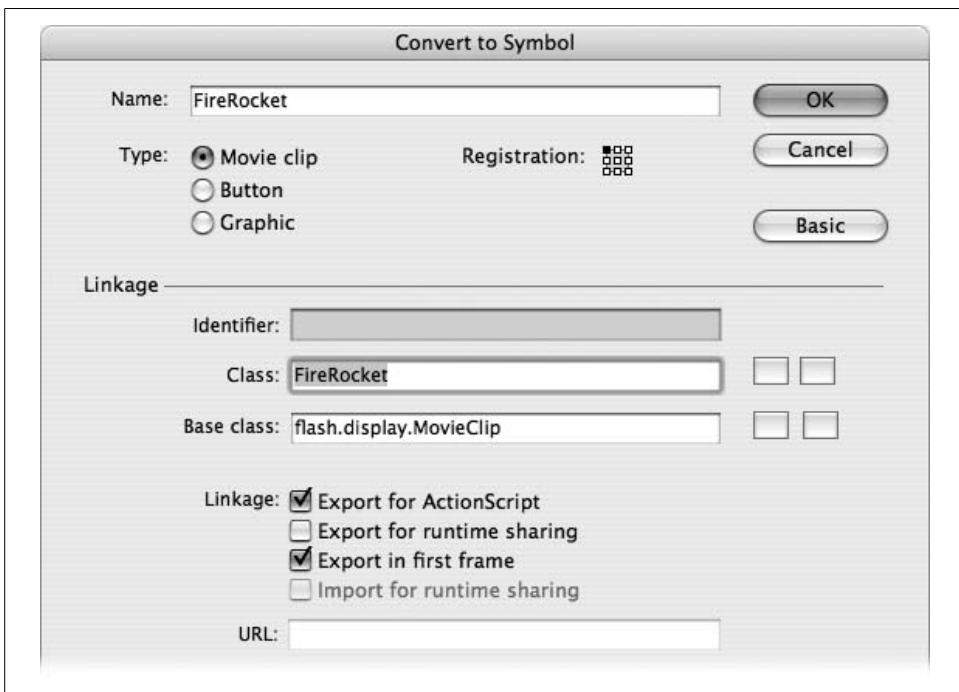 Convert to Symbol
Name: FireRocket
OK
Type: Movie clip
Registration:
Cancel
Button
Graphic
Basic
Linkage
Identifier:
Class: FireRocket
Base class: flash.display.MovieClip
Linkage: Export for ActionScript
Export for runtime sharing
Export in first frame
Import for runtime sharing
URL: